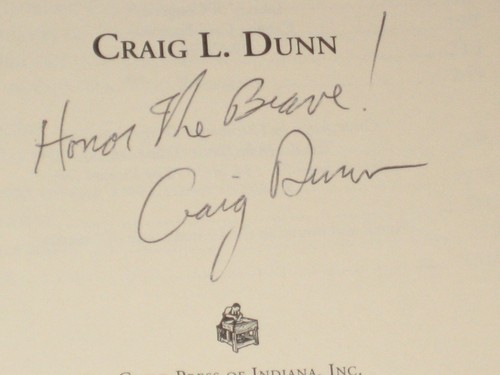 CRAIG L. DUNN
Honor The Brave!
Craig Dunn
PRESS OF INDIANA, INC.